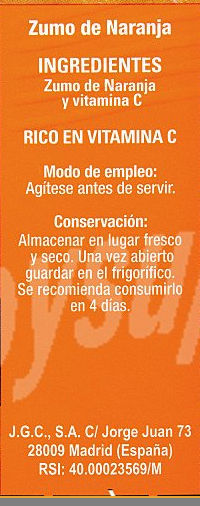 Zumo de Naranja
INGREDIENTES
Zumo de Naranja
y vitamina C
RICO EN VITAMINA C
Modo de empleo:
Agítese antes de servir.
Conservación:
Almacenar en lugar fresco
y seco. Una vez abierto
guardar en el frigorífico.
Se recomienda consumirlo
en 4 días.
J.G.C., S.A. C/ Jorge Juan 73
28009 Madrid (España)
RSI: 40.00023569/M